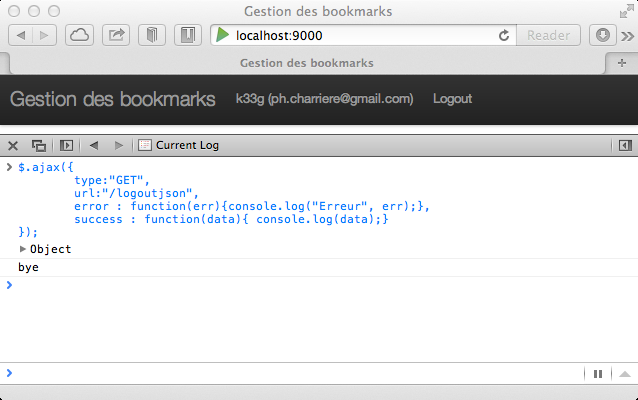 Gestion des bookmarks
localhost:9000
Reader
Gestion des bookmarks
Gestion des bookmarks k33g (ph.charriere@gmail.com) Logout
Current Log
> $.ajax({
type:"GET",
url:"/logoutjson",
error : function(err){console.log("Erreur", err);},
success : function(data){ console.log(data);}
});
Object
bye